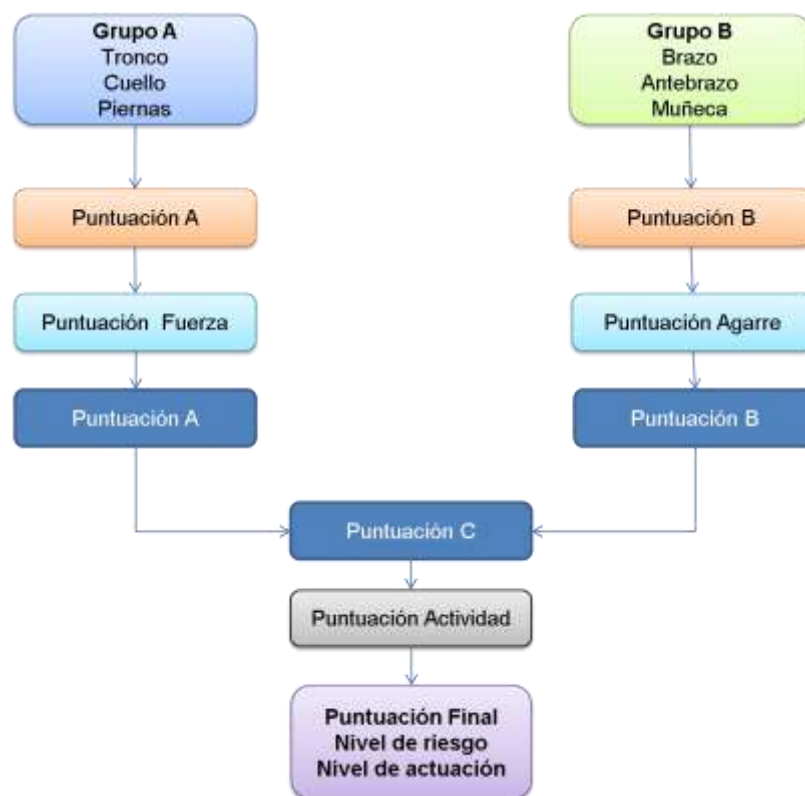 Grupo A
Tronco
Cuello
Piernas
Grupo B
Brazo
Antebrazo
Muñeca
Puntuación A
Puntuación B
Puntuación Fuerza
Puntuación Agarre
Puntuación A
Puntuación B
Puntuación C
Puntuación Actividad
Puntuación Final
Nivel de riesgo
Nivel de actuación